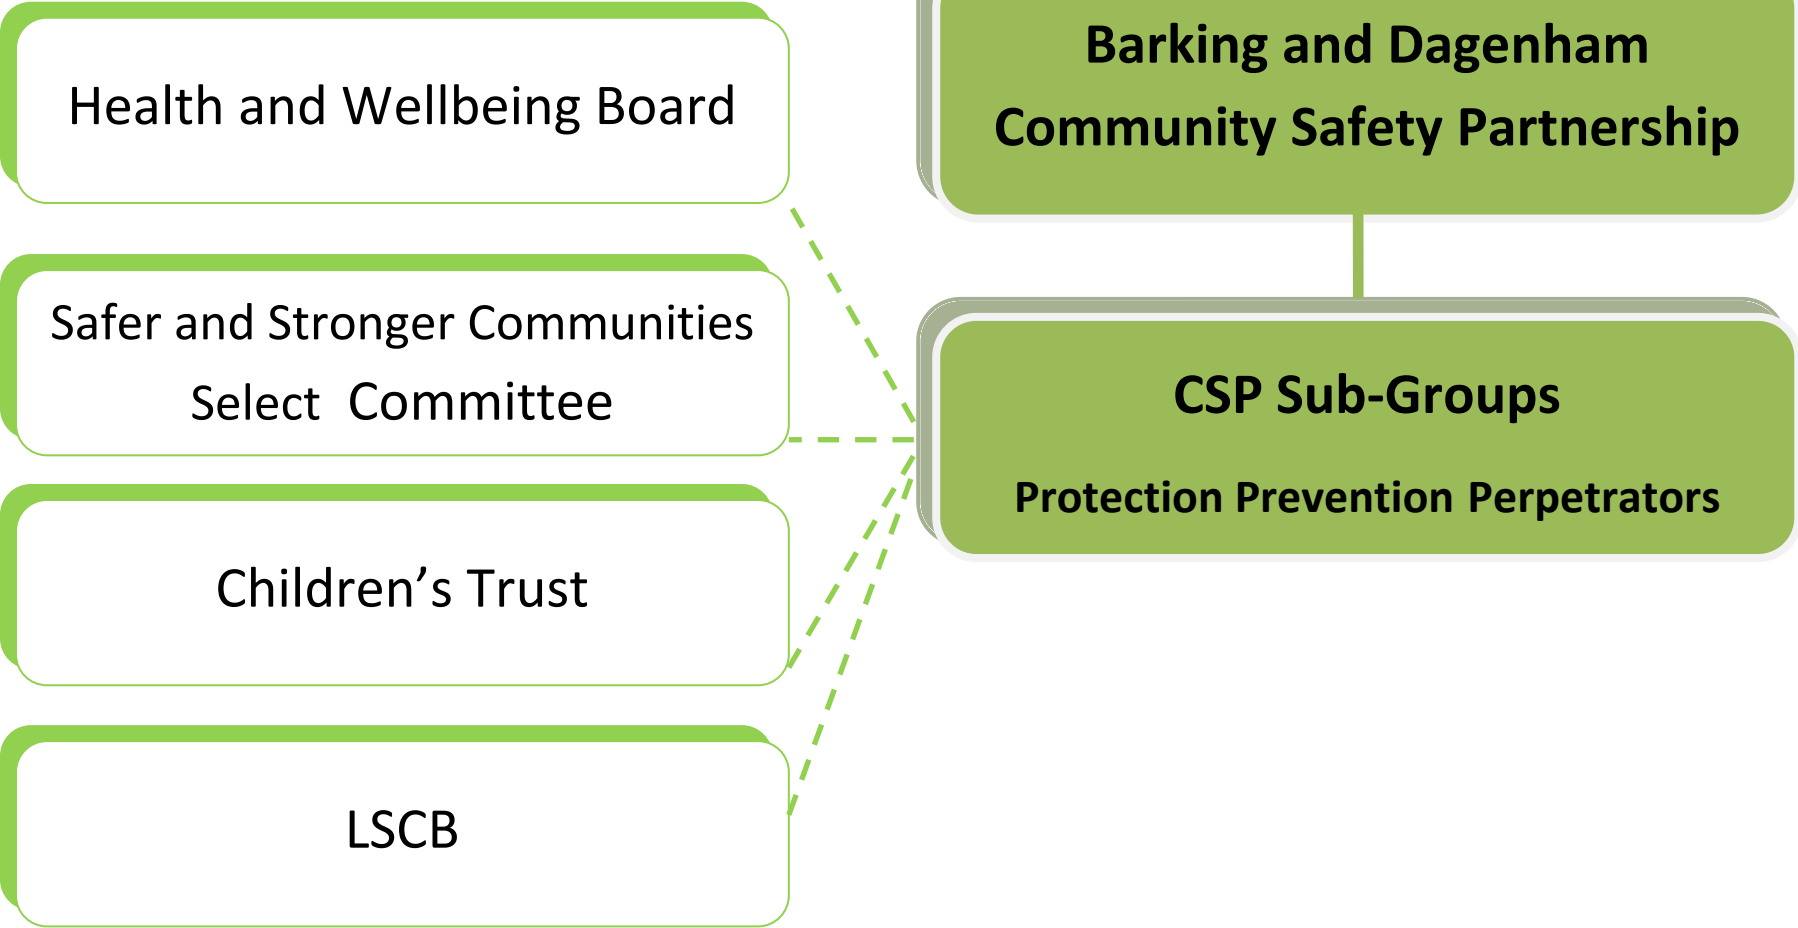 Health and Wellbeing Board
Safer and Stronger Communities
Select Committee
Children’s Trust
LSCB
Barking and Dagenham
Community Safety Partnership
CSP Sub-Groups
Protection Prevention Perpetrators